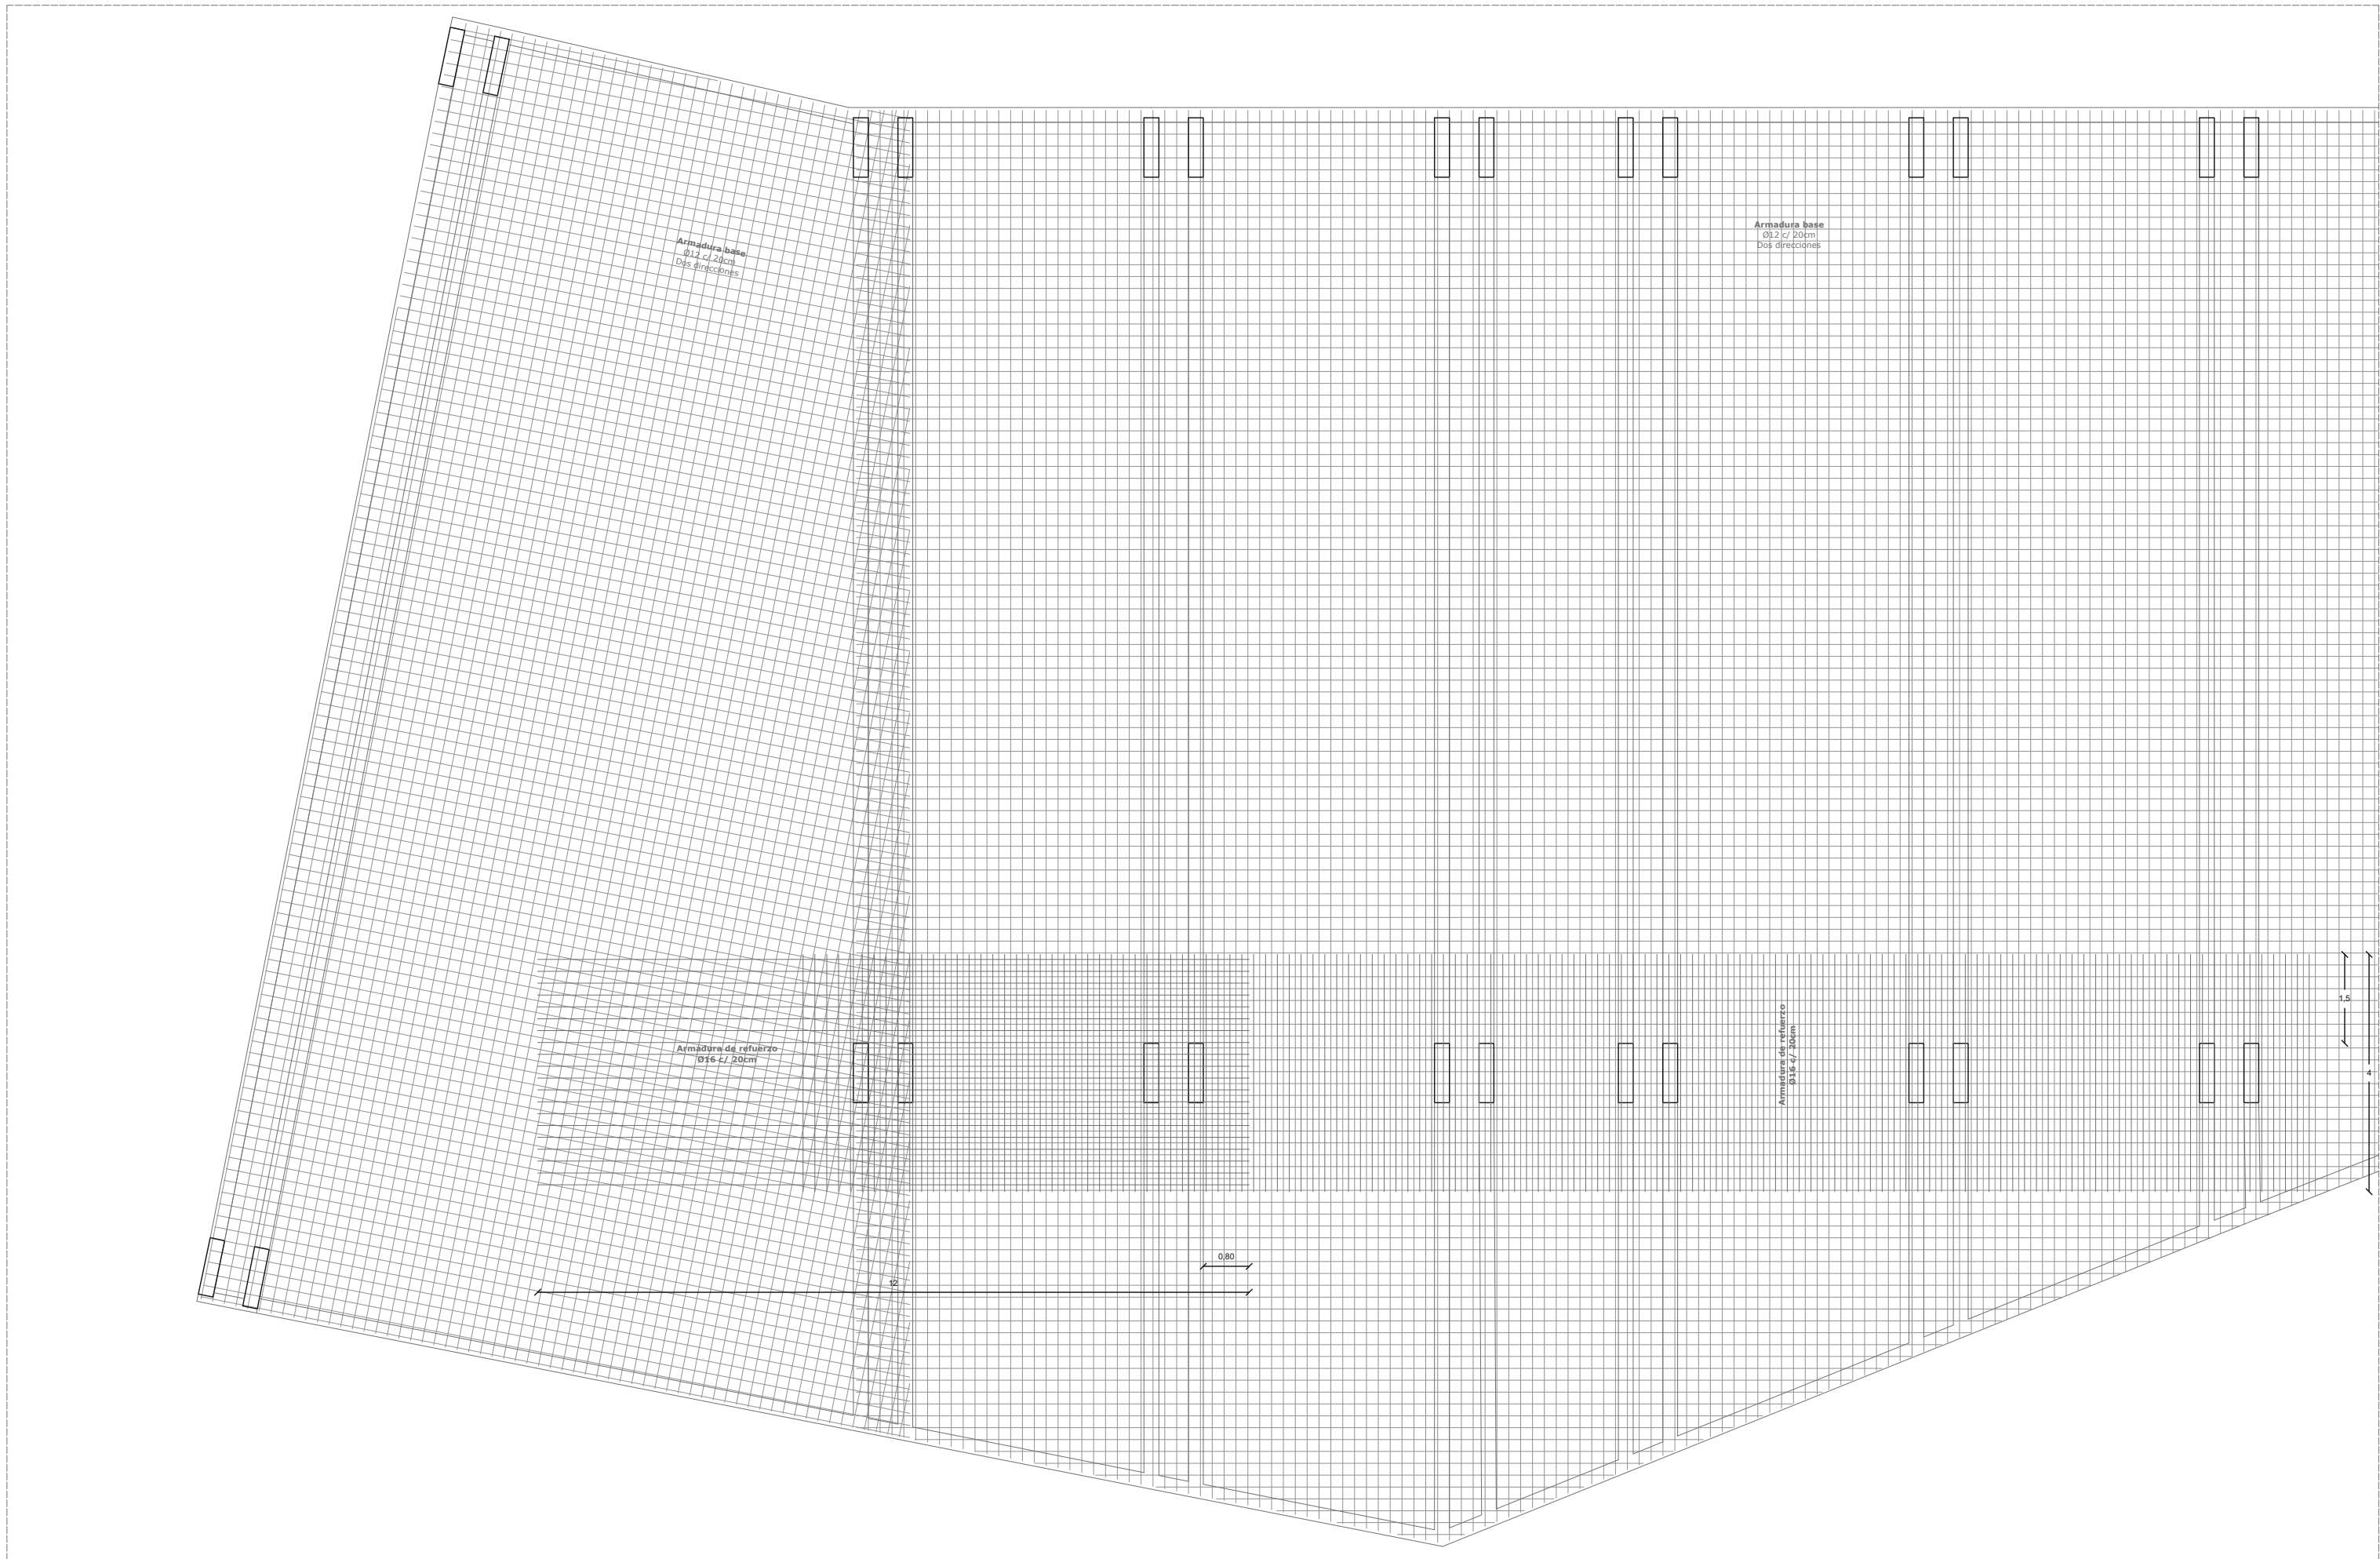 Armadura base
Ø12 c/ 20cm
Dos direcciones
Armadura base
Ø12 c/ 20cm
Dos direcciones
1,5
Armadura de refuerzo
Ø16 c/ 20cm
Armadura de refuerzo
Ø16 c/ 20cm
4
0,80
12